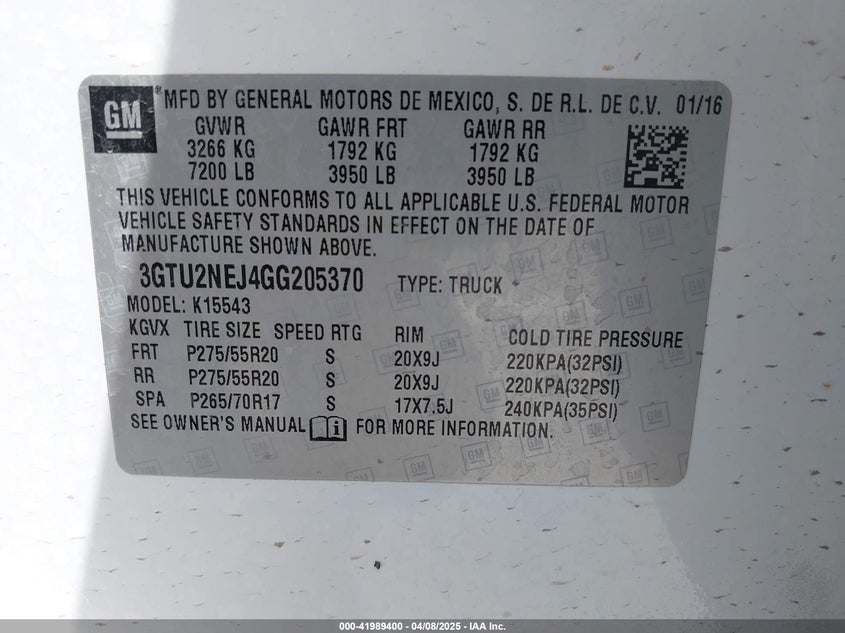 GM ® MFD BY GENERAL MOTORS DE MEXICO, S. DE R.L. DE C.V. 01/16
GVWR GAWR FRT GAWR RR
3266 KG 1792 KG 1792 KG
7200 LB 3950 LB 3950 LB
THIS VEHICLE CONFORMS TO ALL APPLICABLE U.S. FEDERAL MOTOR
VEHICLE SAFETY STANDARDS IN EFFECT ON THE DATE OF
MANUFACTURE SHOWN ABOVE.
3GTU2NEJ4GG205370 TYPE: TRUCK
MODEL: K15543
KGVX TIRE SIZE SPEED RTG RIM COLD TIRE PRESSURE
FRT P275/55R20 S 20X9J 220KPA(32PSI)
RR P275/55R20 S 20X9J 220KPA(32PSI)
SPA P265/70R17 S 17X7.5J 240KPA(35PSI)
SEE OWNER'S MANUAL i FOR MORE INFORMATION.
000-41989400 - 04/08/2025 - IAA Inc.